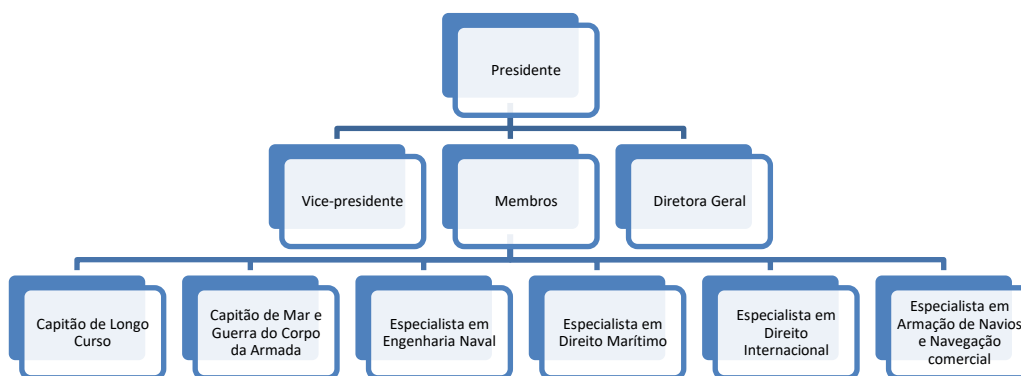 Presidente
Vice-presidente
Membros
Diretora Geral
Capitão de Longo
Curso
Capitão de Mar e
Guerra do Corpo
da Armada
Especialista em
Engenharia Naval
Especialista em
Direito Marítimo
Especialista em
Direito
Internacional
Especialista em
Armação de Navios
e Navegação
comercial